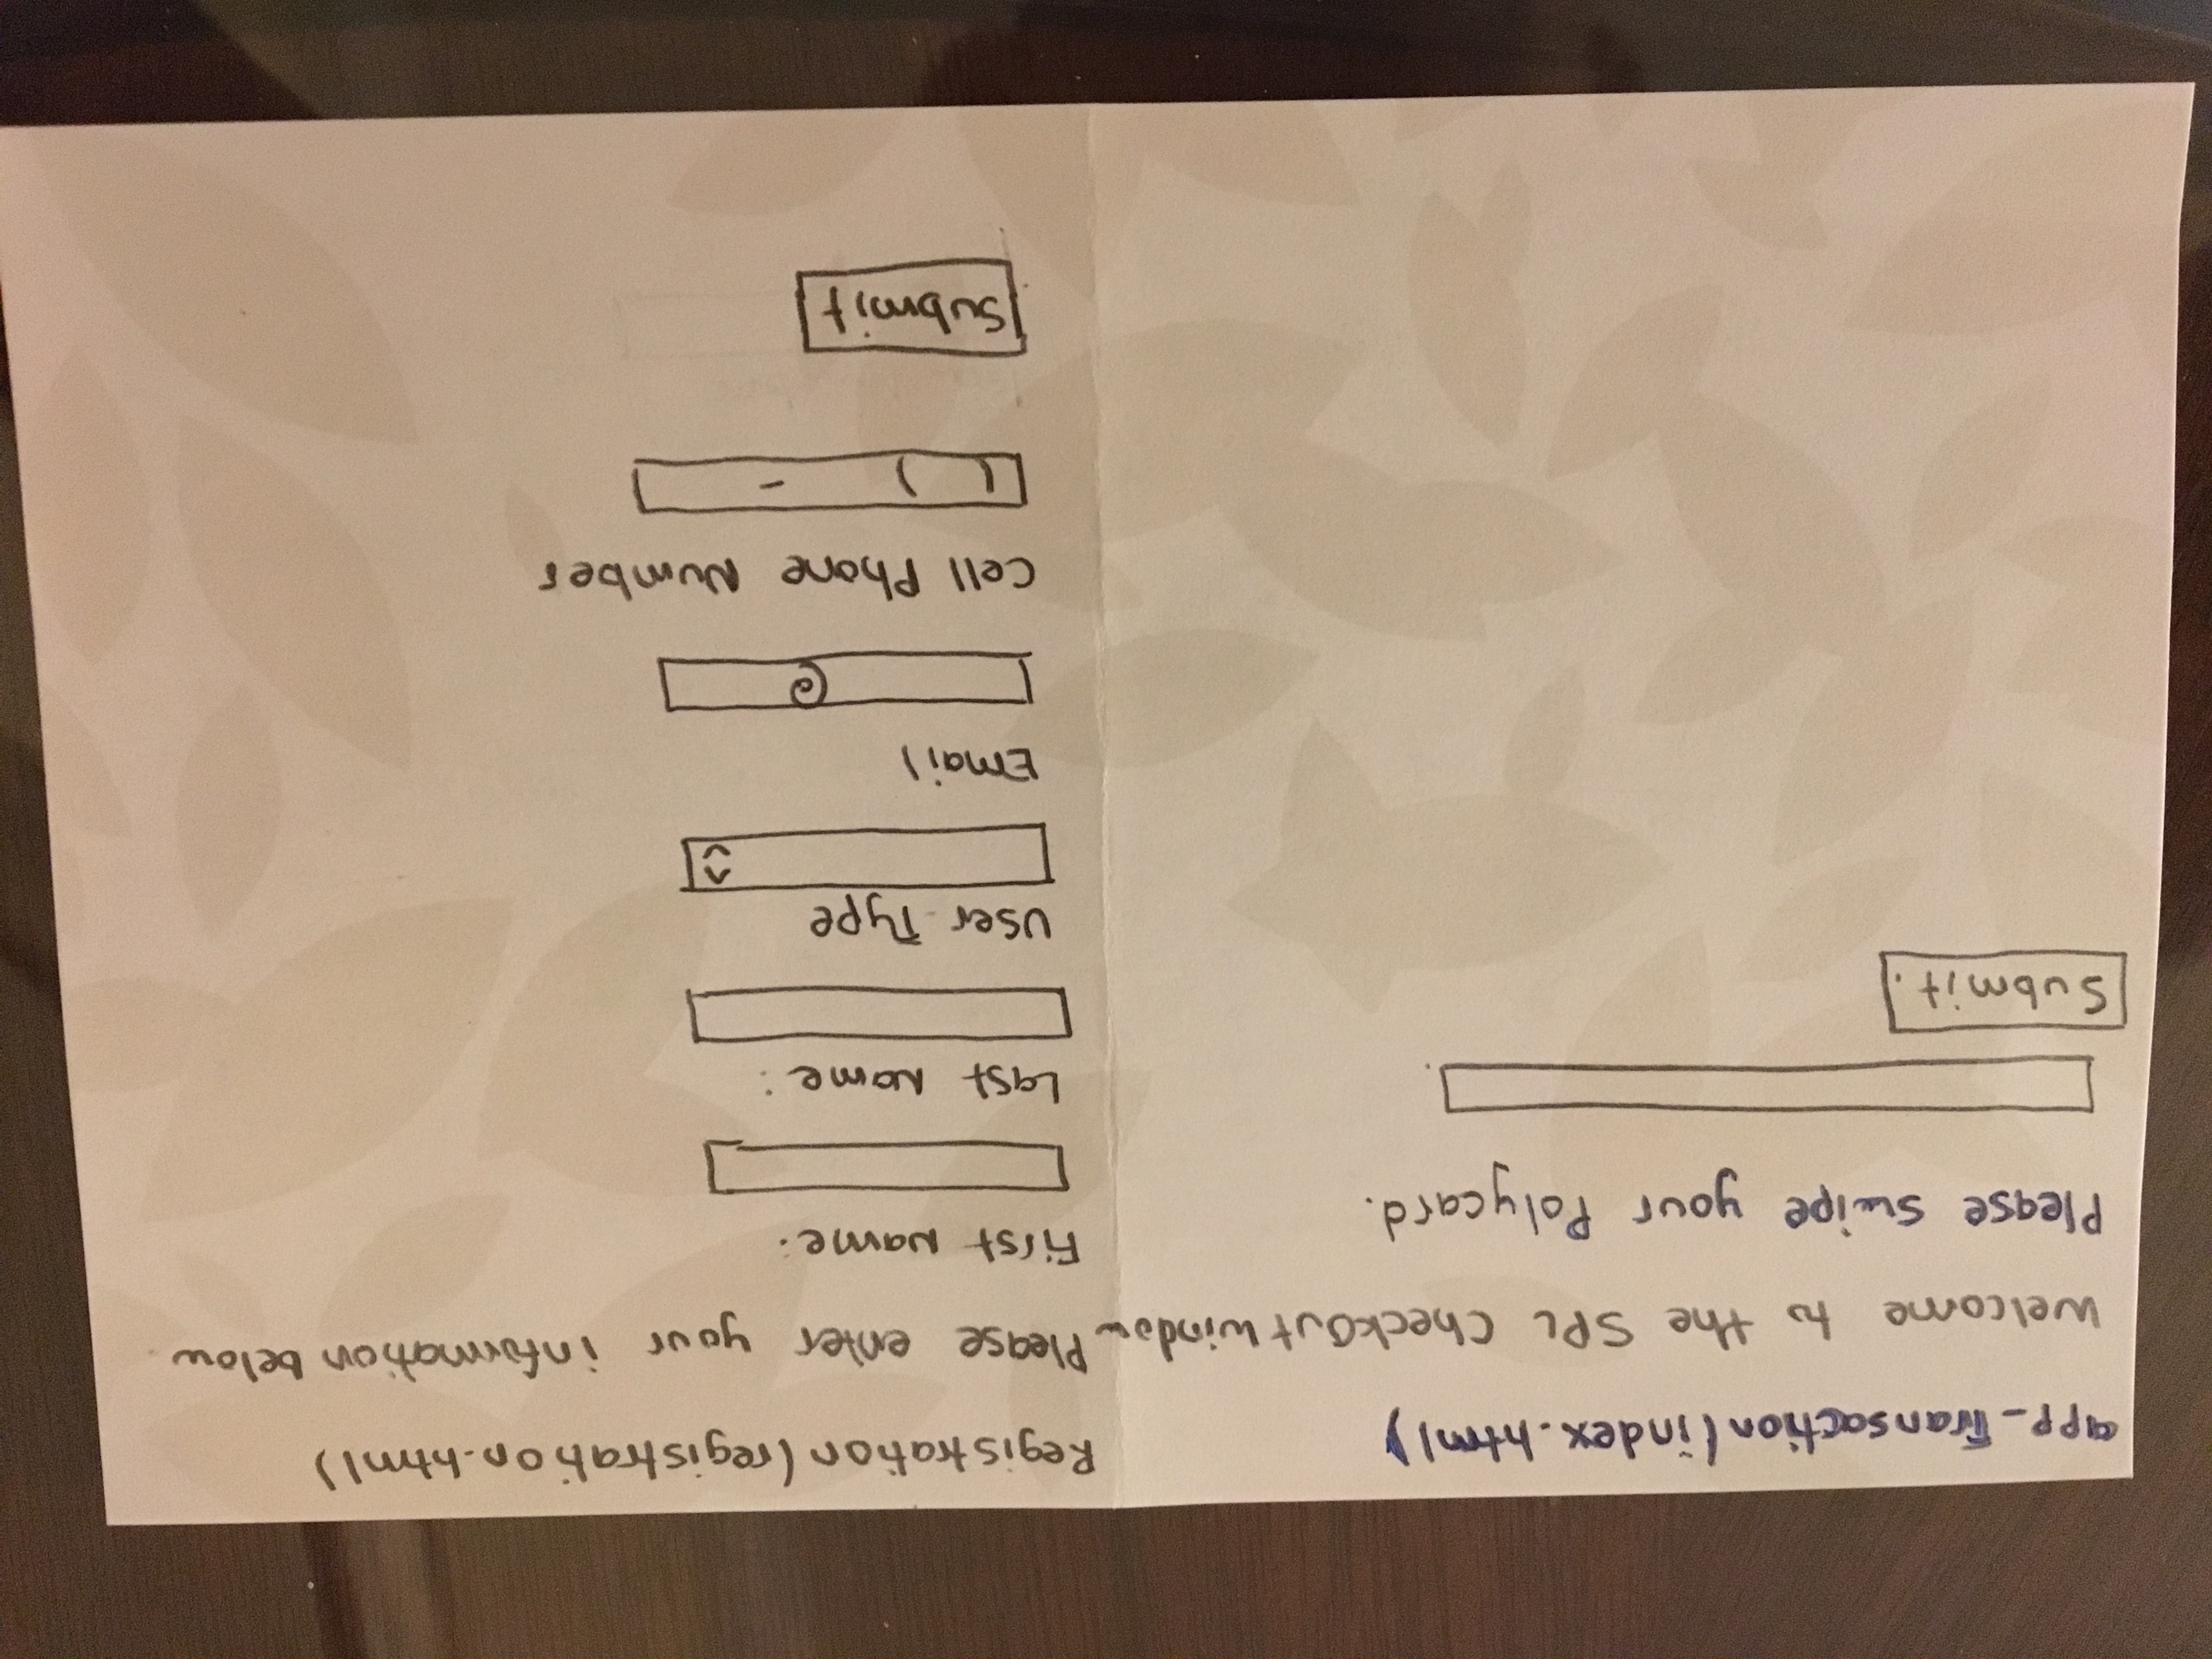 app_Transaction(index.html)
Welcome to the SPL CheckOut window
Please swipe your Polycard.
Submit.
Registration(registration.html)
Please enter your information below
First Name:
Last Name:
User Type
Email
@
Cell Phone Number
( ) -
Submit